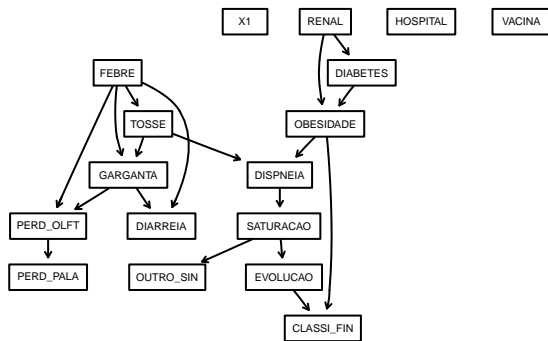 X1
RENAL
HOSPITAL
VACINA
FEBRE
DIABETES
TOSSE
OBESIDADE
GARGANTA
DISPNEIA
PERD_OLFT
DIARREIA
SATURACAO
PERD_PALA
OUTRO_SIN
EVOLUCAO
CLASSI_FIN